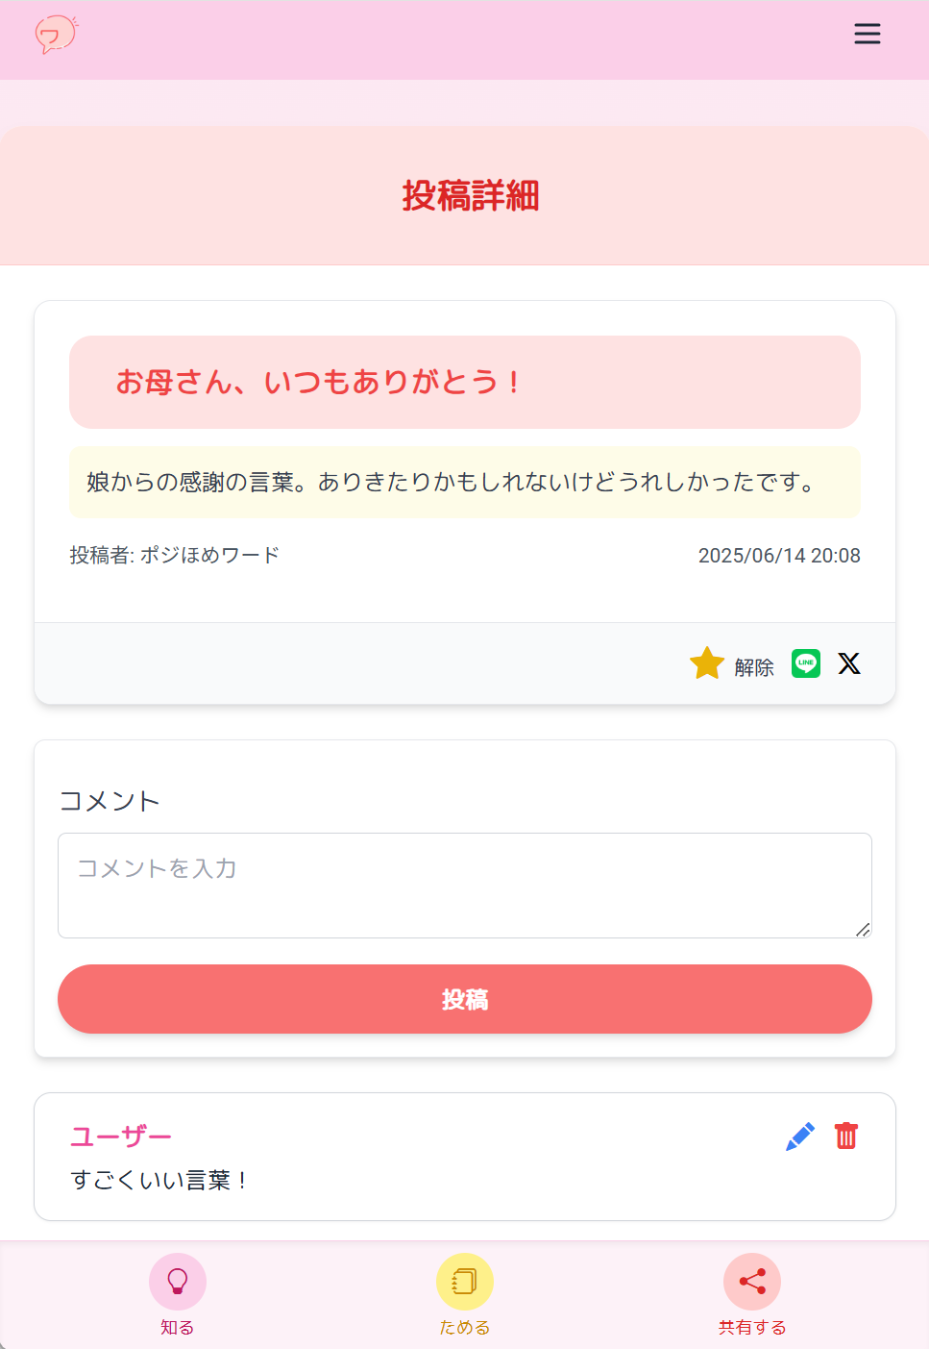 ワ
投稿詳細
お母さん、いつもありがとう！
娘からの感謝の言葉。ありきたりかもしれないけどうれしかったです。
投稿者: ポジほめワード 2025/06/14 20:08
解除 LINE X
コメント
コメントを入力
投稿
ユーザー
すごくいい言葉！
知る ためる 共有する